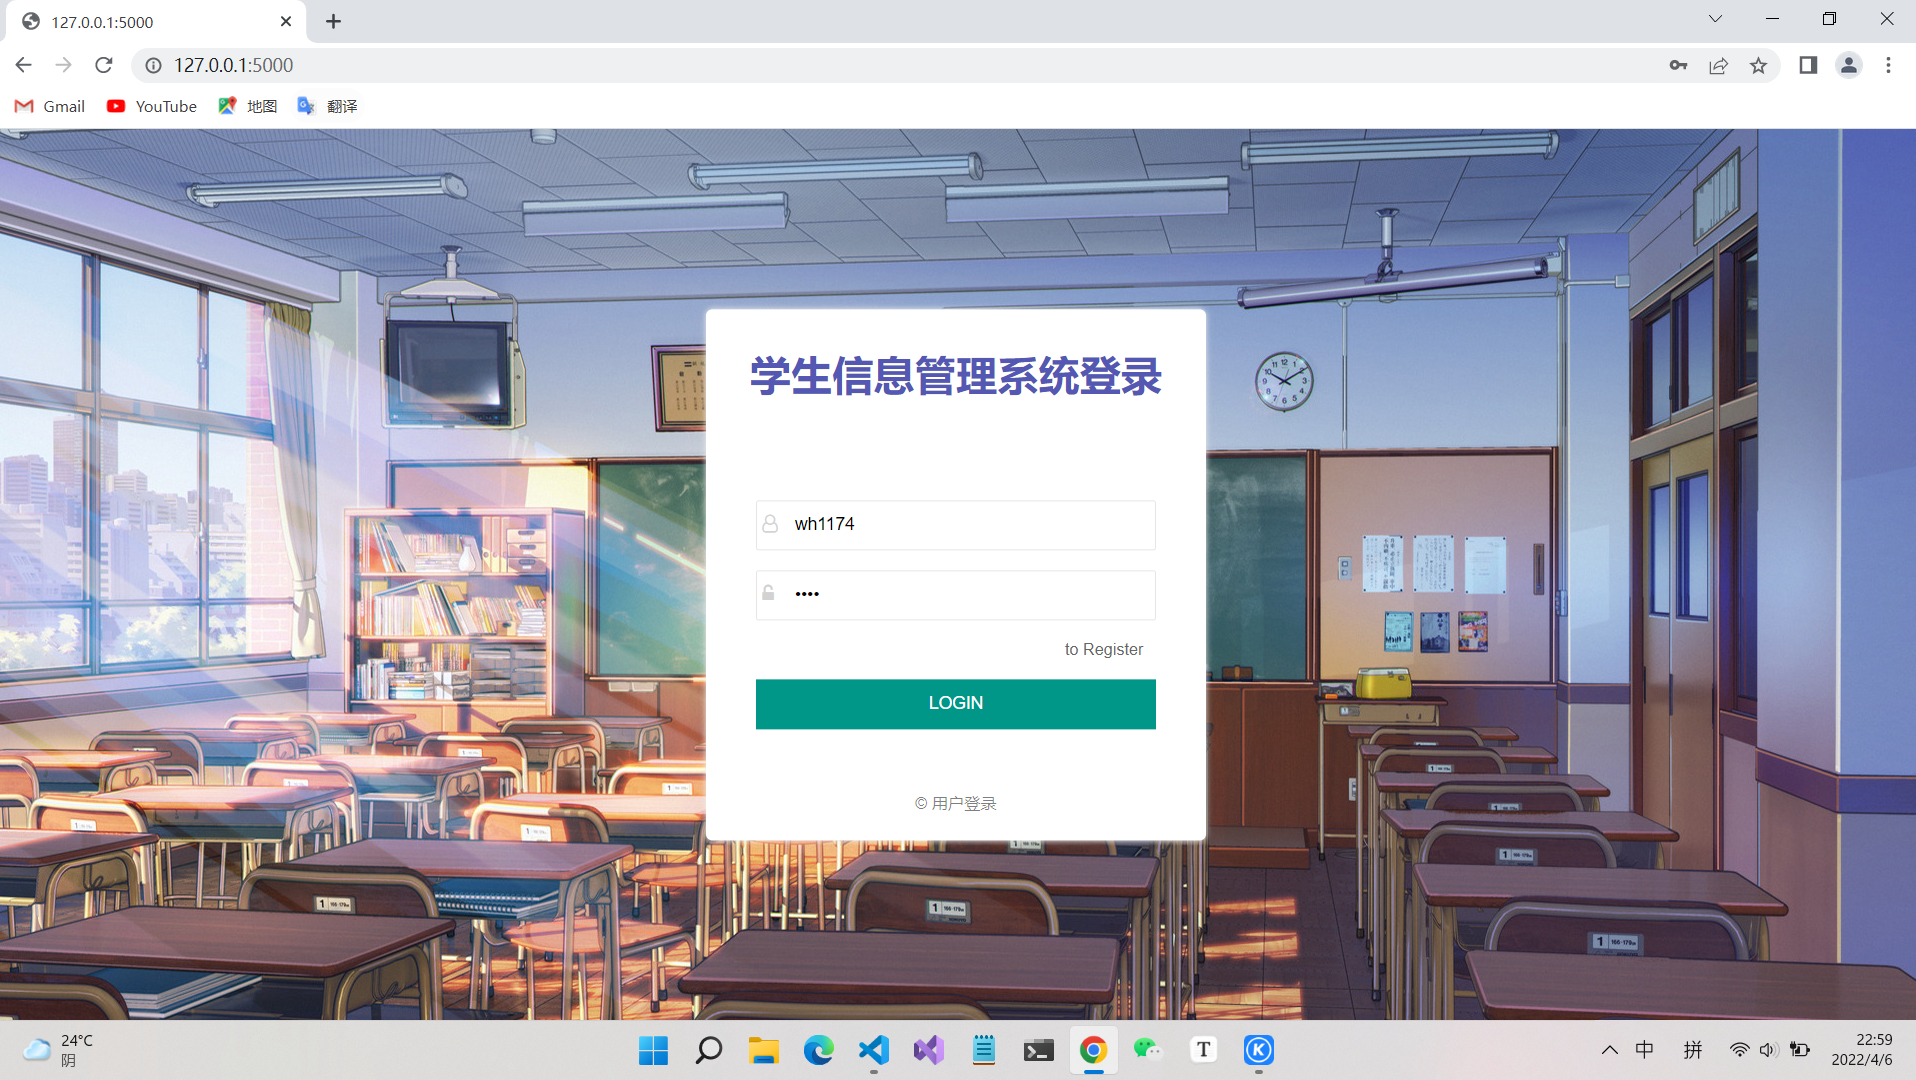 127.0.0.1:5000
127.0.0.1:5000
Gmail YouTube 地图 翻译
学生信息管理系统登录
wh1174
••••
to Register
LOGIN
© 用户登录
24°C
阴
中 拼
22:59
2022/4/6